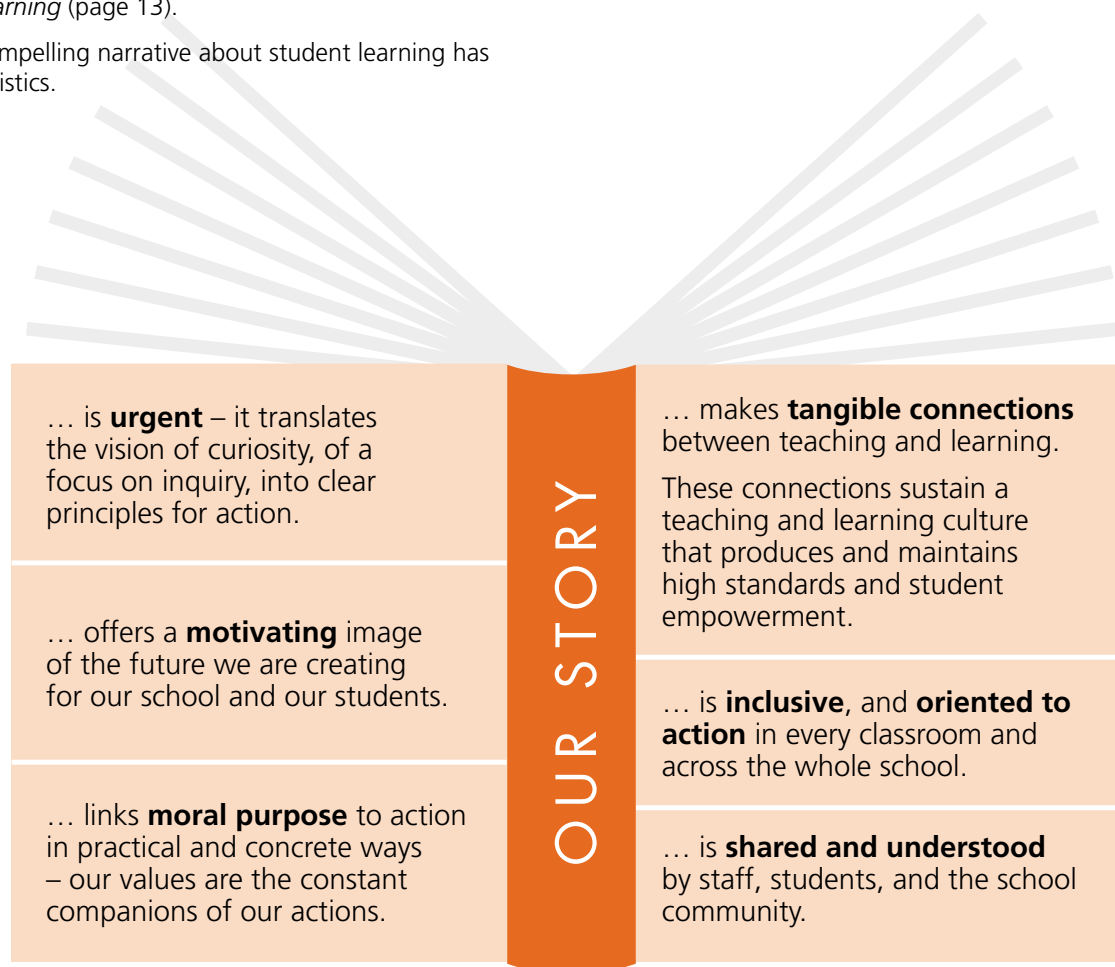 arning (page 13).
mpelling narrative about student learning has
istics.
… is urgent – it translates
the vision of curiosity, of a
focus on inquiry, into clear
principles for action.
… offers a motivating image
of the future we are creating
for our school and our students.
… links moral purpose to action
in practical and concrete ways
– our values are the constant
companions of our actions.
OUR STORY
… makes tangible connections
between teaching and learning.
These connections sustain a
teaching and learning culture
that produces and maintains
high standards and student
empowerment.
… is inclusive, and oriented to
action in every classroom and
across the whole school.
… is shared and understood
by staff, students, and the school
community.